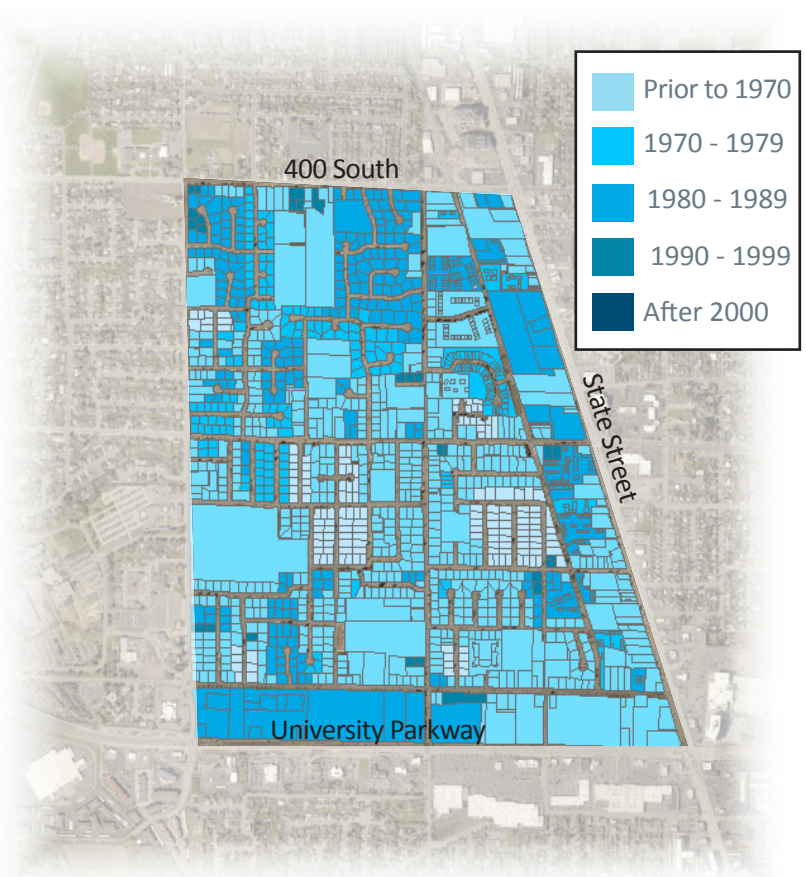 Prior to 1970
1970 - 1979
1980 - 1989
1990 - 1999
After 2000
400 South
State Street
University Parkway